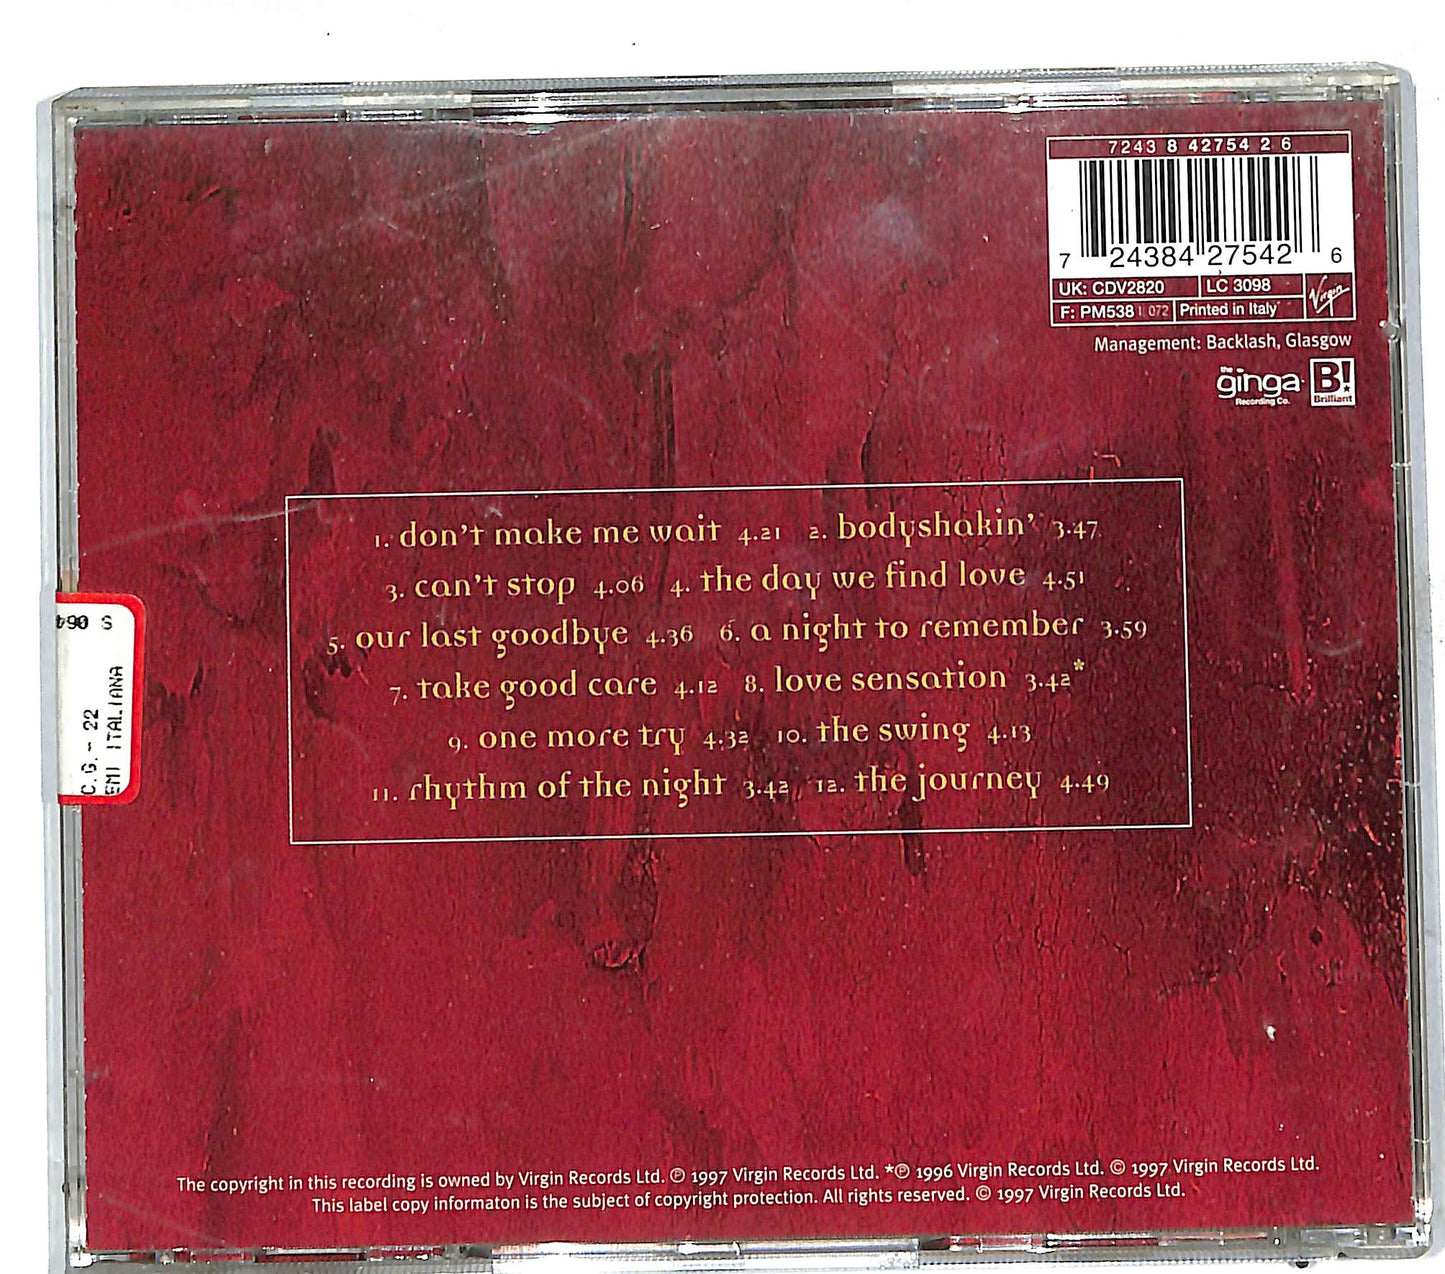 7243 8 42754 2 6
7 24384 27542 6
UK: CDV2820 LC 3098
F: PM538 1 072 Printed in Italy
Virgin
Management: Backlash, Glasgow
the
ginga B!
Recording Co. Brilliant
1. don't make me wait 4.21 2. bodyshakin' 3.47
3. can't stop 4.06 4. the day we find love 4.51
5. our last goodbye 4.36 6. a night to remember 3.59
7. take good care 4.12 8. love sensation 3.42*
9. one more try 4.32 10. the swing 4.13
11. rhythm of the night 3.42 12. the journey 4.49
C.G. - 22
EMI ITALIANA
The copyright in this recording is owned by Virgin Records Ltd. ℗ 1997 Virgin Records Ltd. *℗ 1996 Virgin Records Ltd. © 1997 Virgin Records Ltd.
This label copy informaton is the subject of copyright protection. All rights reserved. © 1997 Virgin Records Ltd.